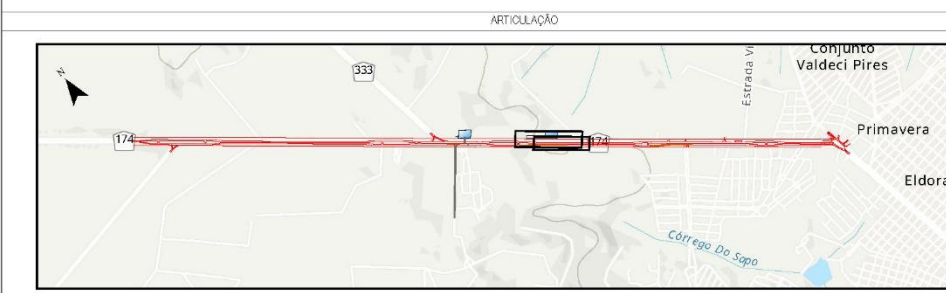 ARTICULAÇÃO
Conjunto
Valdeci Pires
Estrada Vi
N
333
174
174
Primavera
Eldora
Córrego Do Sapo